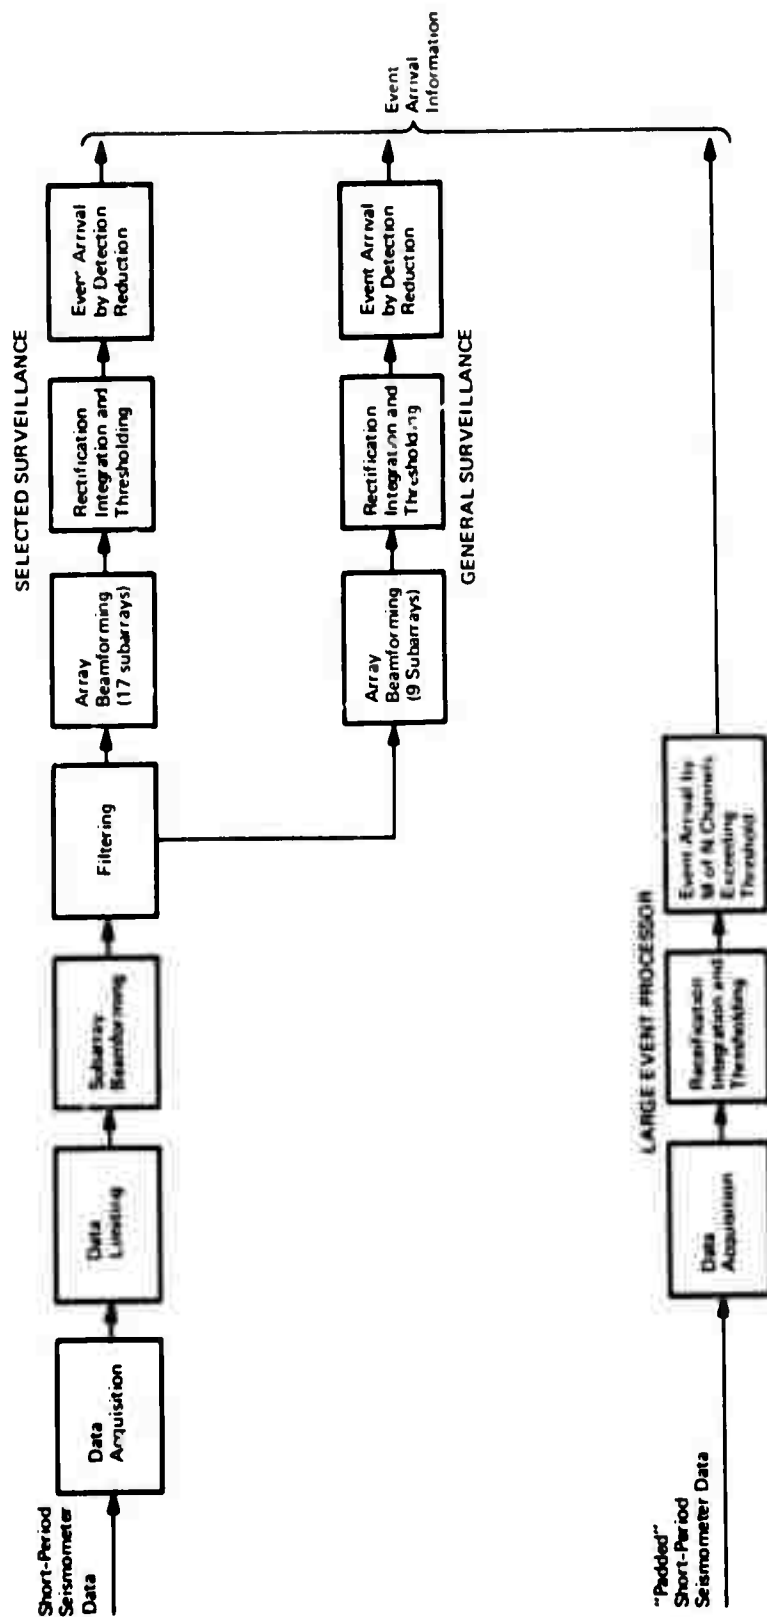 SELECTED SURVEILLANCE
Short-Period
Seismometer
Data
Data
Acquisition
Data
Limiting
Subarray
Beamforming
Filtering
Array
Beamforming
(17 subarrays)
Rectification
Integration and
Thresholding
Event Arrival
by Detection
Reduction
Array
Beamforming
(9 Subarrays)
Rectification
Integration and
Thresholding
Event Arrival
by Detection
Reduction
GENERAL SURVEILLANCE
Event
Arrival
Information
LARGE EVENT PROCESSOR
"Padded"
Short-Period
Seismometer Data
Data
Acquisition
Rectification
Integration and
Thresholding
Event Arrival by
M of N Channels
Exceeding
Threshold